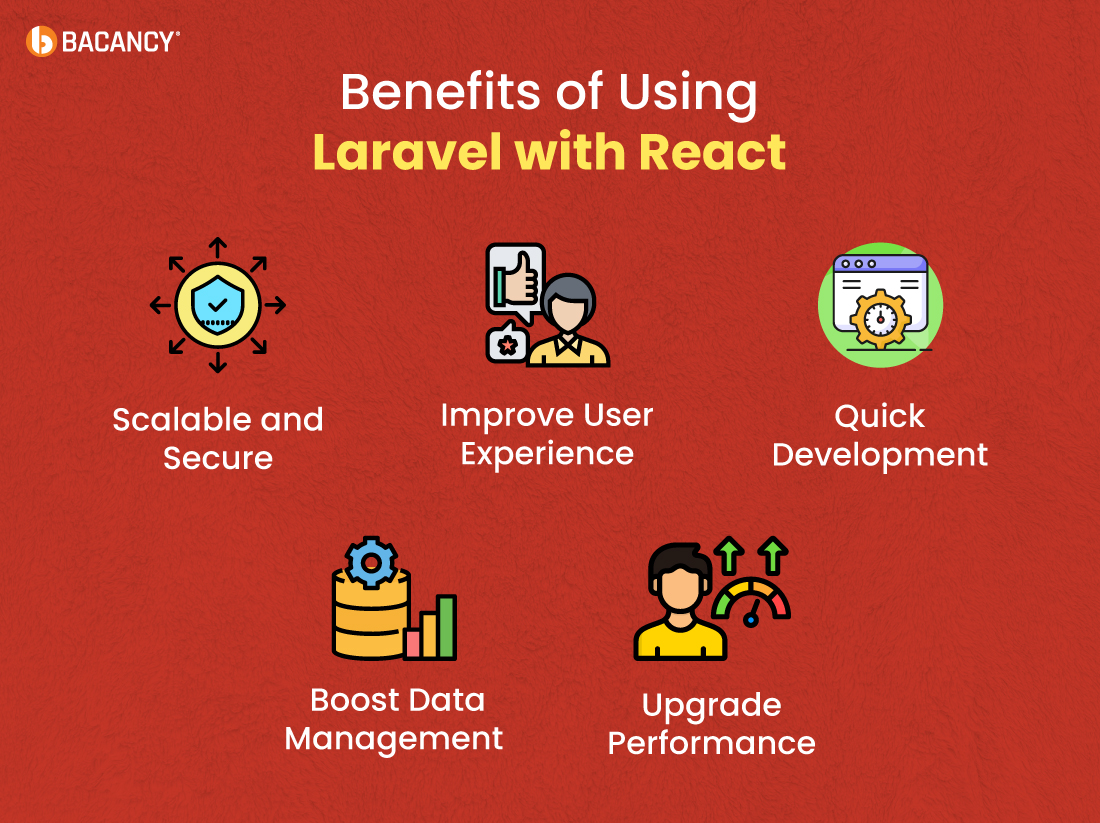 BACANCY®
Benefits of Using
Laravel with React
Scalable and
Secure
Improve User
Experience
Quick
Development
Boost Data
Management
Upgrade
Performance